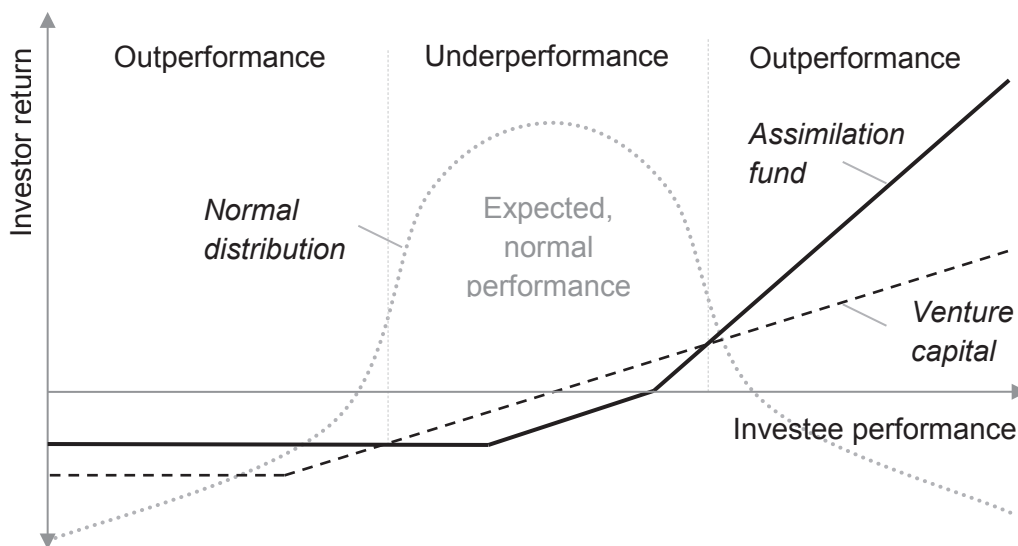 Investor return
Outperformance
Underperformance
Outperformance
Assimilation
fund
Normal
distribution
Expected,
normal
performance
Venture
capital
Investee performance